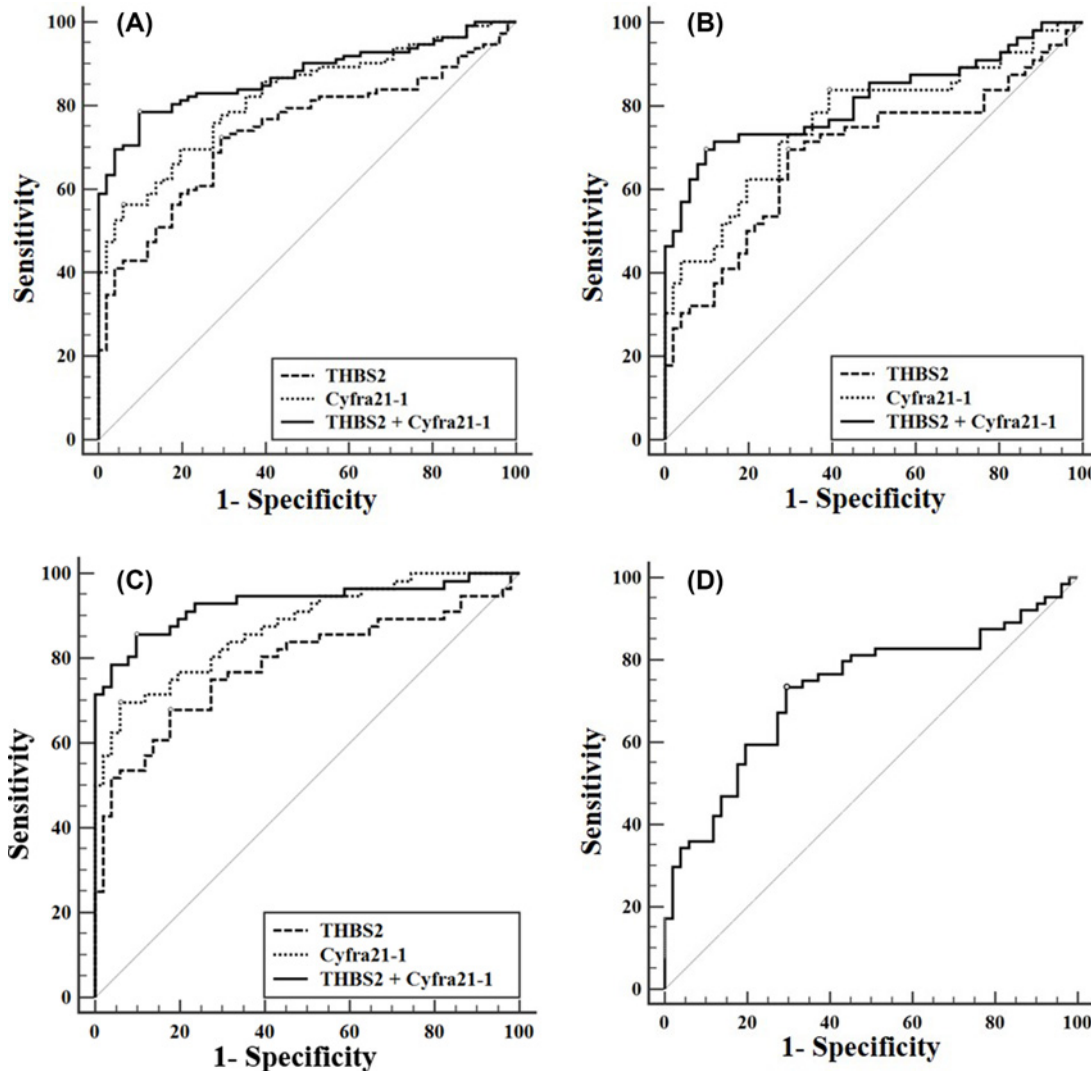 (A)
100
80
60
40
20
0
Sensitivity
0 20 40 60 80 100
1- Specificity
THBS2
Cyfra21-1
THBS2 + Cyfra21-1
(B)
100
80
60
40
20
0
Sensitivity
0 20 40 60 80 100
1- Specificity
THBS2
Cyfra21-1
THBS2 + Cyfra21-1
(C)
100
80
60
40
20
0
Sensitivity
0 20 40 60 80 100
1- Specificity
THBS2
Cyfra21-1
THBS2 + Cyfra21-1
(D)
100
80
60
40
20
0
Sensitivity
0 20 40 60 80 100
1- Specificity